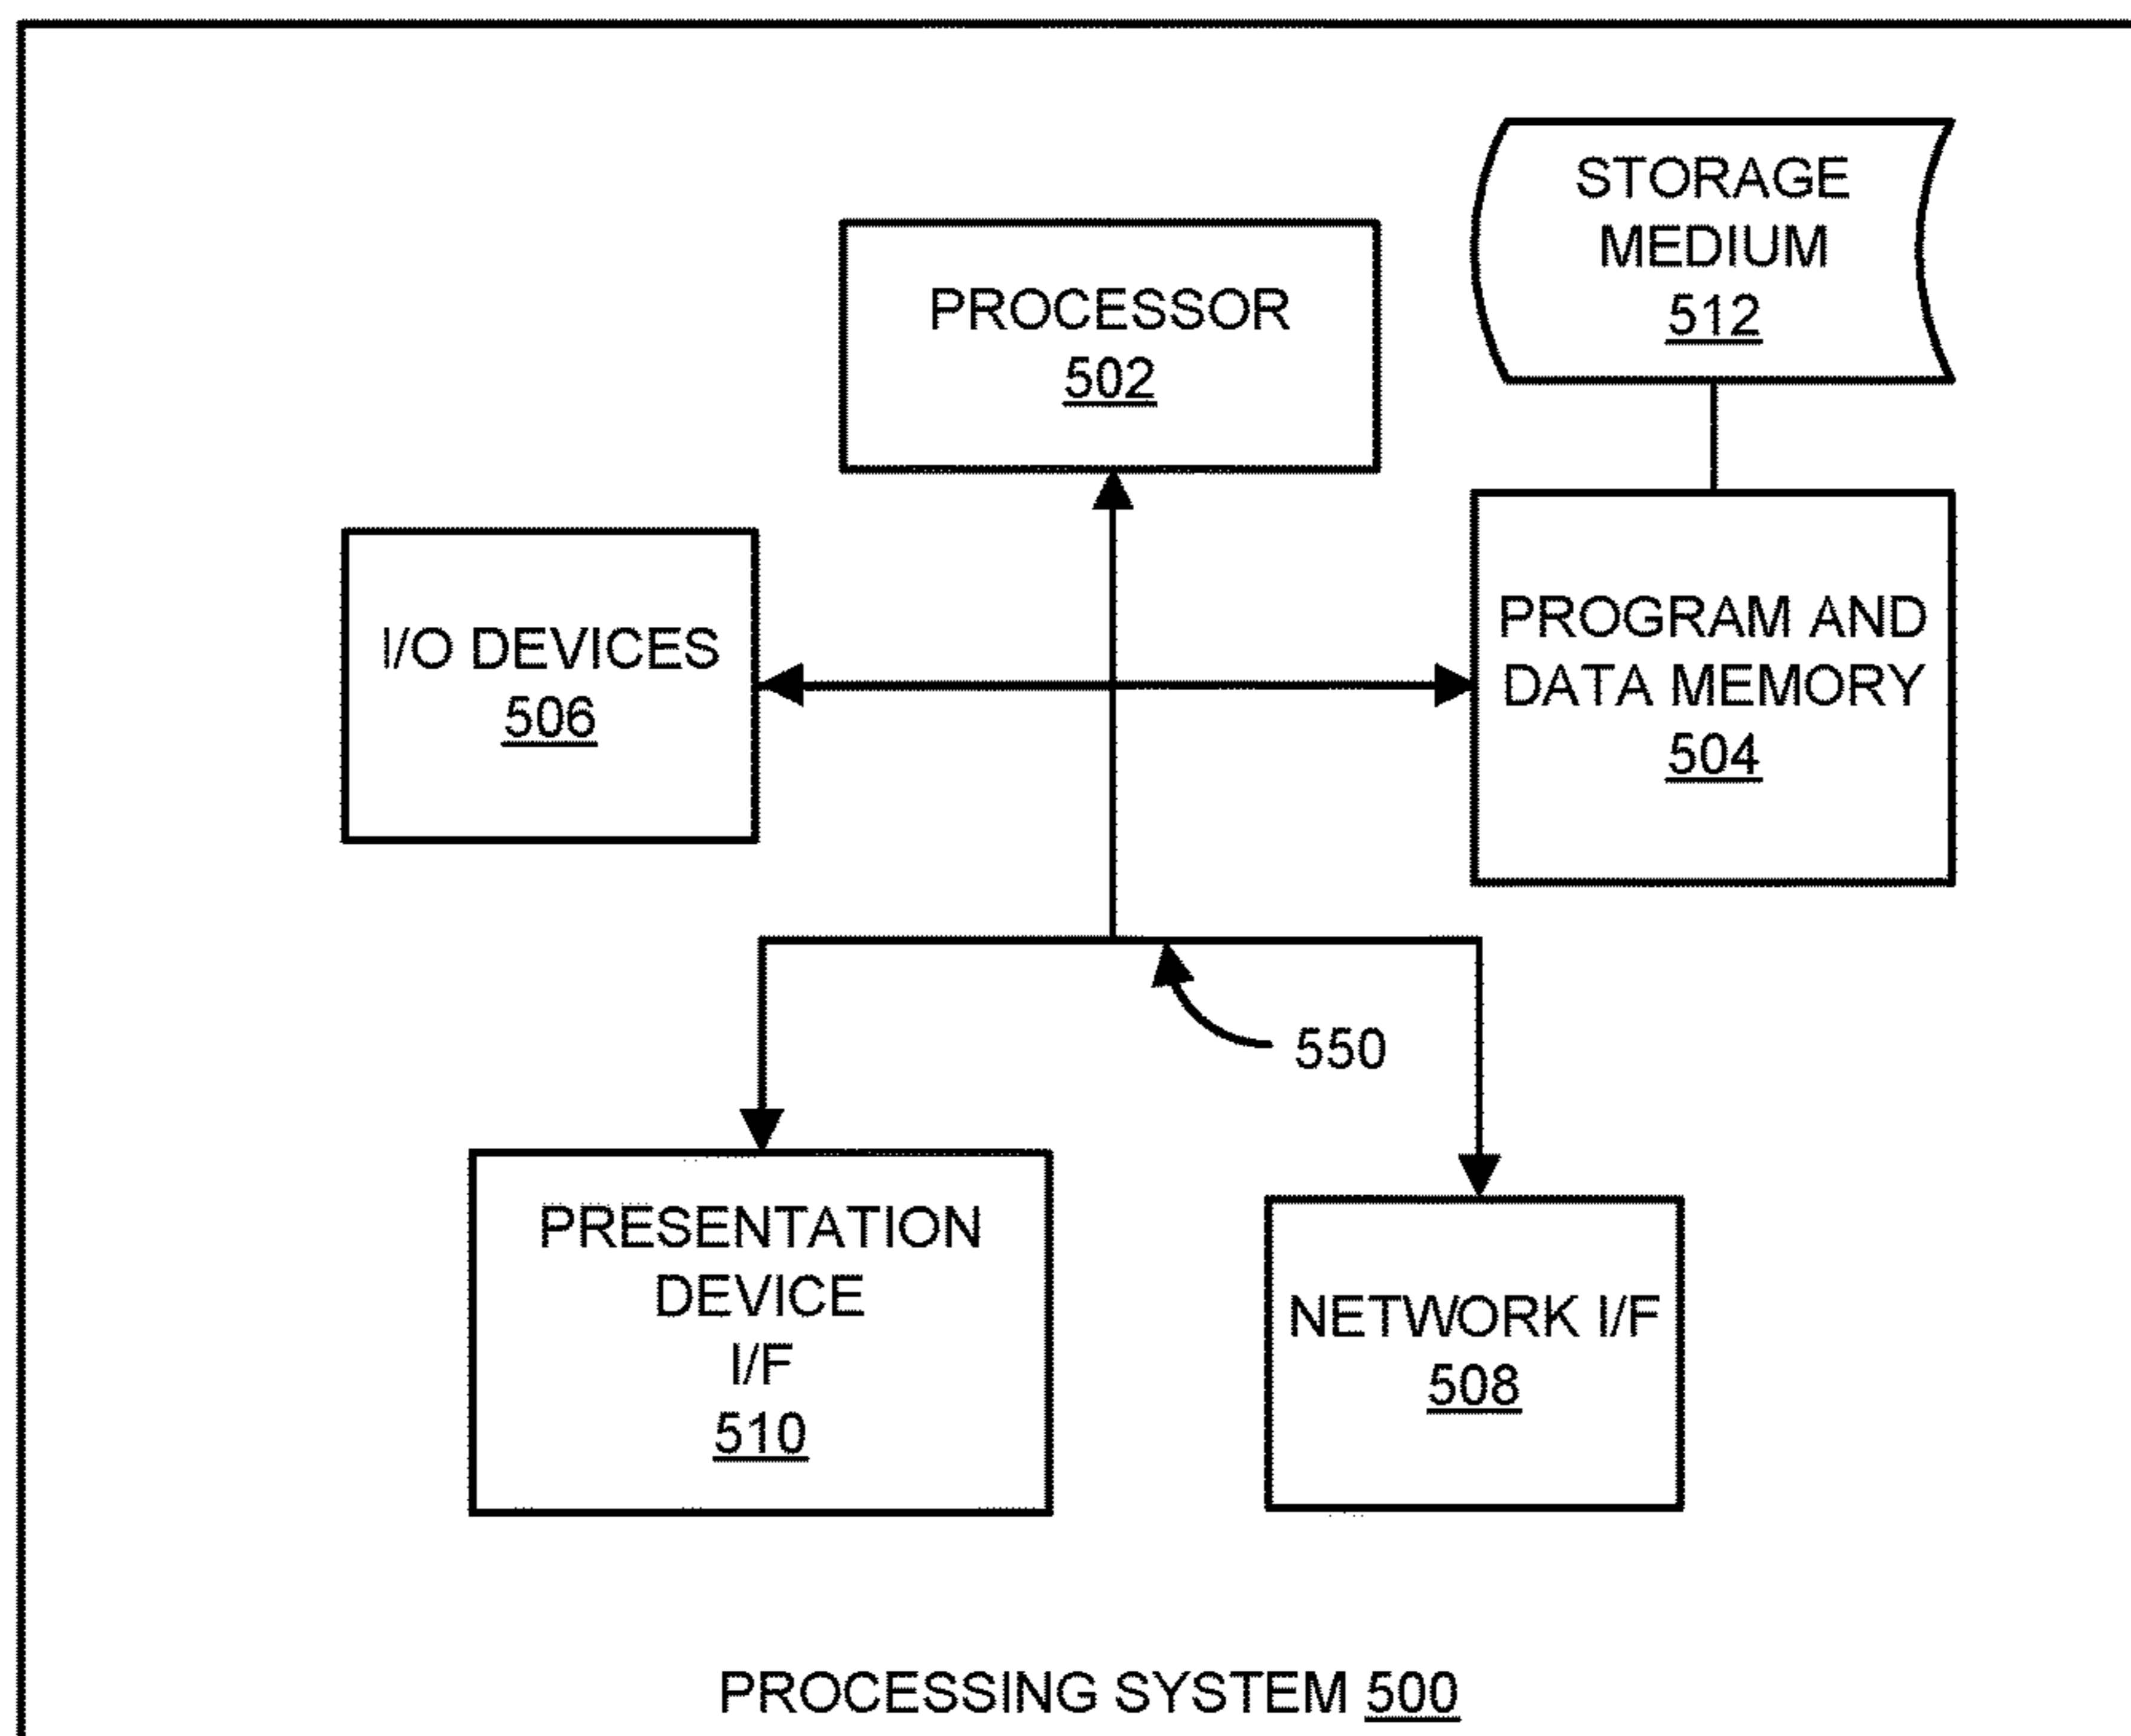 STORAGE
MEDIUM
512
PROCESSOR
502
I/O DEVICES
506
PROGRAM AND
DATA MEMORY
504
550
PRESENTATION
DEVICE
I/F
510
NETWORK I/F
508
PROCESSING SYSTEM 500